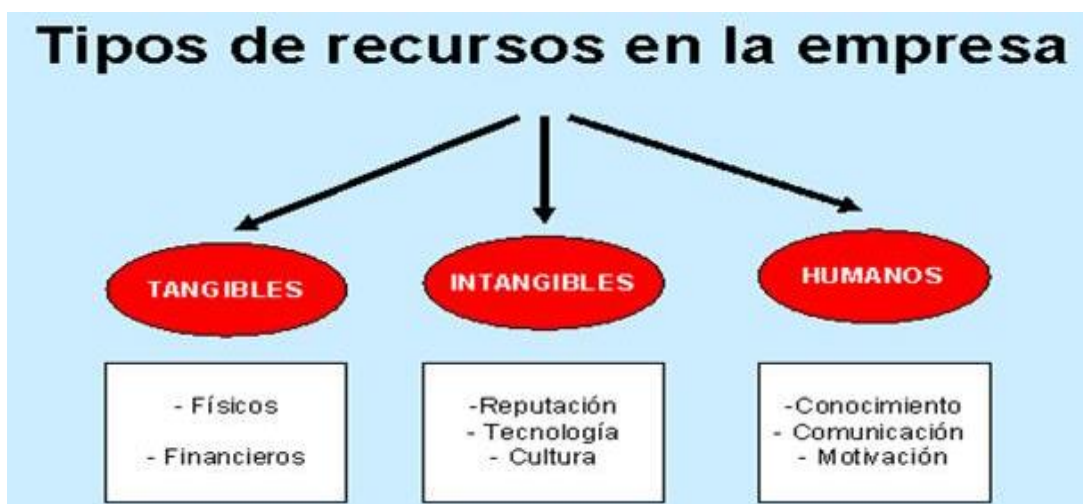 Tipos de recursos en la empresa
TANGIBLES
INTANGIBLES
HUMANOS
- Físicos
- Financieros
-Reputación
- Tecnología
- Cultura
-Conocimiento
- Comunicación
- Motivación